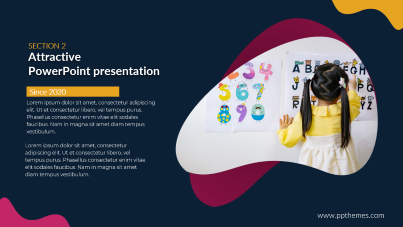 SECTION 2
Attractive
PowerPoint presentation
Since 2020
Lorem ipsum dolor sit amet, consectetur adipiscing
elit. Ut et consectetur libero, vel tempus purus.
Phasellus consectetur enim vitae elit sodales
faucibus. Nam in magna sit amet diam tempus
vestibulum.
Lorem ipsum dolor sit amet, consectetur
adipiscing elit. Ut et consectetur libero, vel
tempus purus. Phasellus consectetur enim vitae
elit sodales faucibus. Nam in magna sit amet
diam tempus vestibulum.
www.ppthemes.com